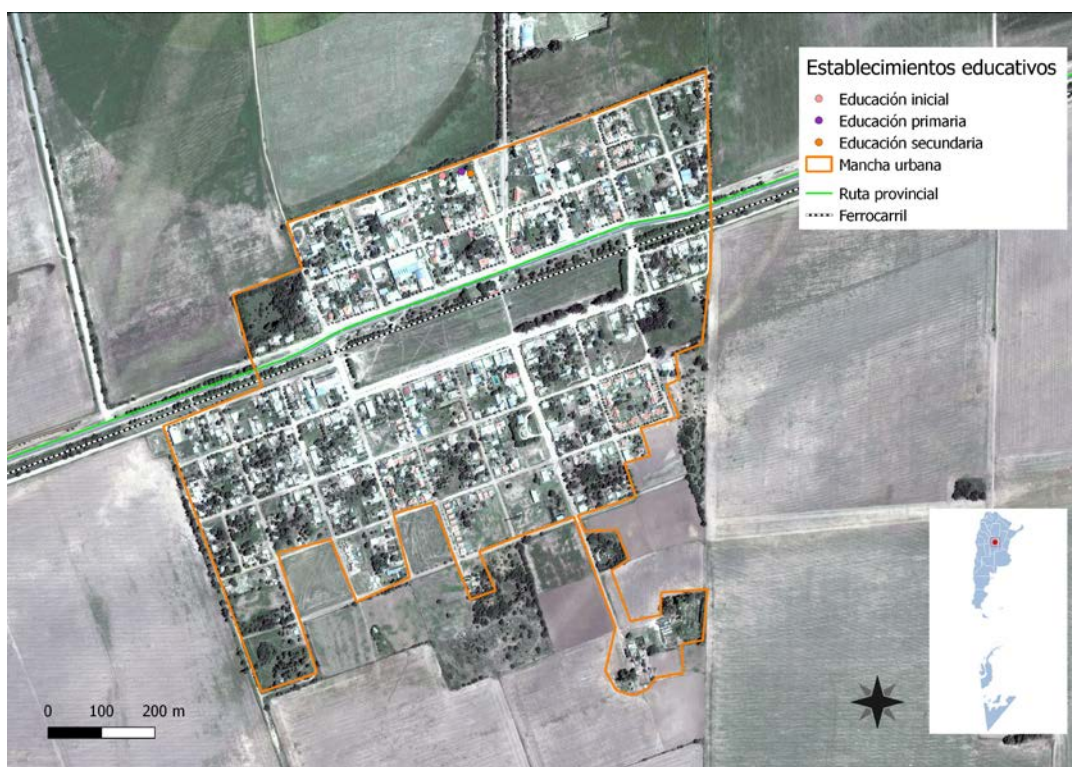 Establecimientos educativos
Educación inicial
Educación primaria
Educación secundaria
Mancha urbana
Ruta provincial
Ferrocarril
0 100 200 m